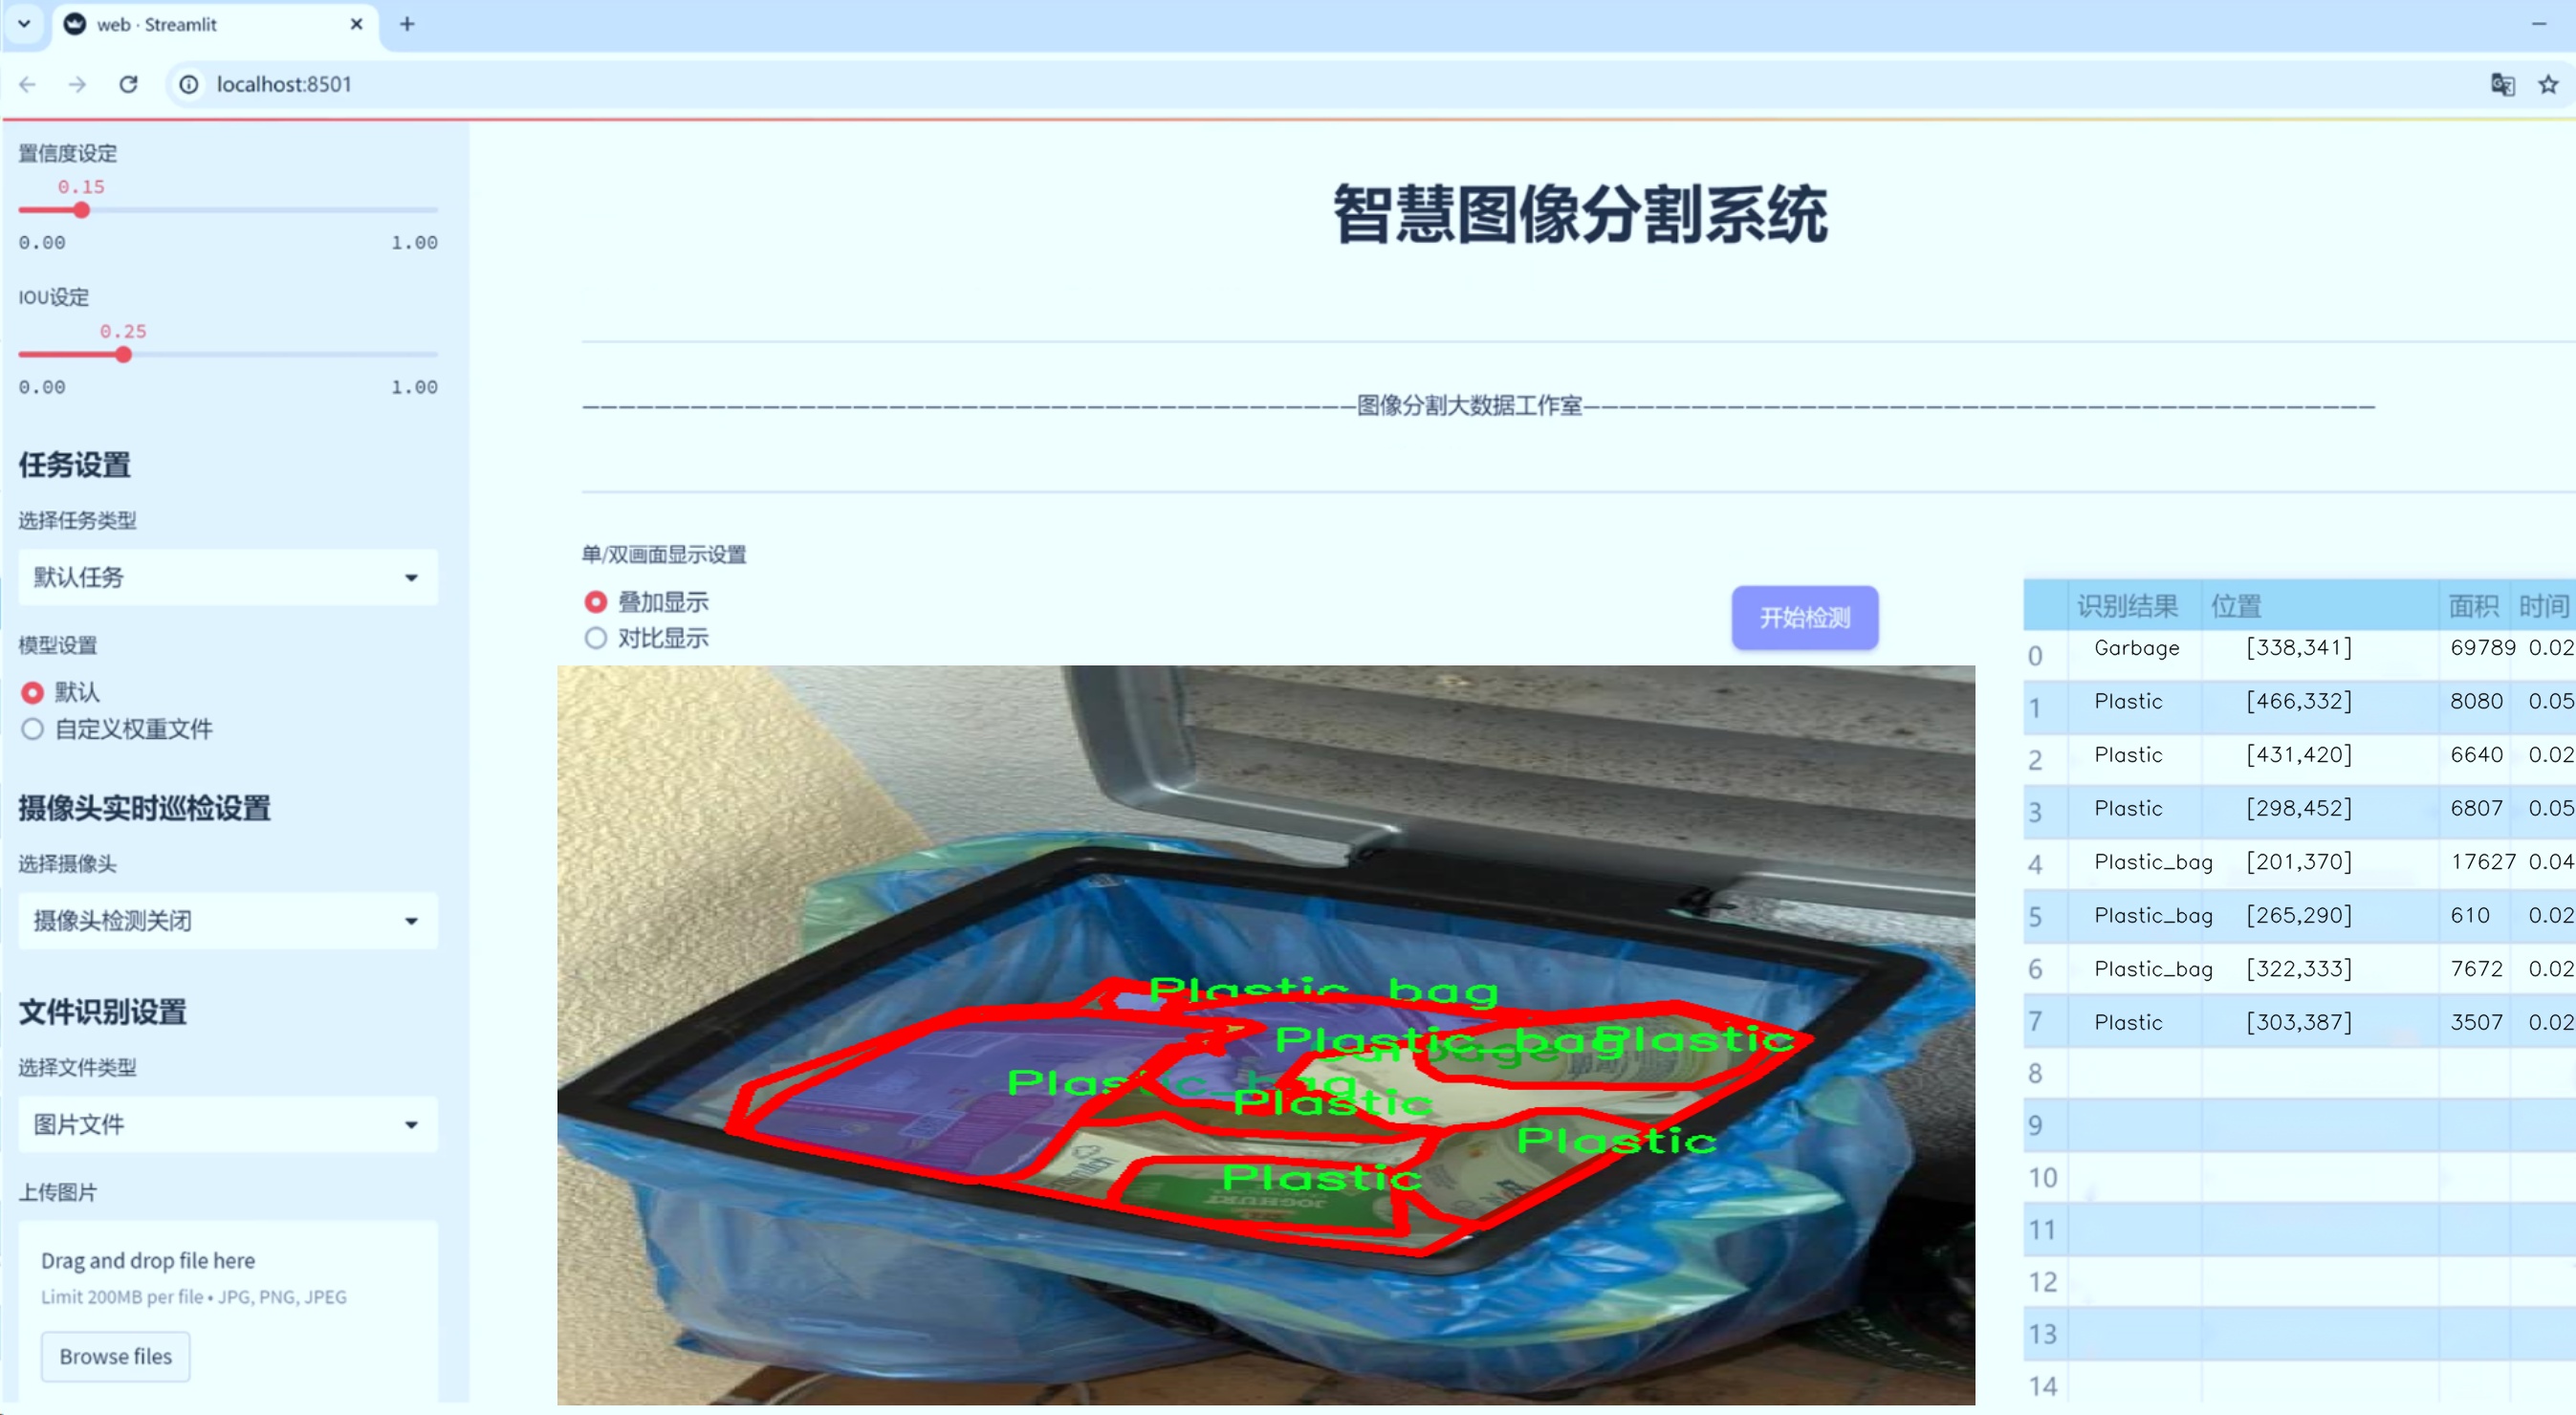 web · Streamlit
localhost:8501
置信度设定
0.15
0.00 1.00
IOU设定
0.25
0.00 1.00
任务设置
选择任务类型
默认任务
模型设置
默认
自定义权重文件
摄像头实时巡检设置
选择摄像头
摄像头检测关闭
文件识别设置
选择文件类型
图片文件
上传图片
Drag and drop file here
Limit 200MB per file • JPG, PNG, JPEG
Browse files
智慧图像分割系统
图像分割大数据工作室
单/双画面显示设置
叠加显示
对比显示
开始检测
Plastic_bag
Plastic_bag
Plastic
Plastic_bag
Plastic
Plastic
Plastic
JOGHURT
识别结果 位置 面积 时间
0 Garbage [338,341] 69789 0.02
1 Plastic [466,332] 8080 0.05
2 Plastic [431,420] 6640 0.02
3 Plastic [298,452] 6807 0.05
4 Plastic_bag [201,370] 17627 0.04
5 Plastic_bag [265,290] 610 0.02
6 Plastic_bag [322,333] 7672 0.02
7 Plastic [303,387] 3507 0.02
8
9
10
11
12
13
14